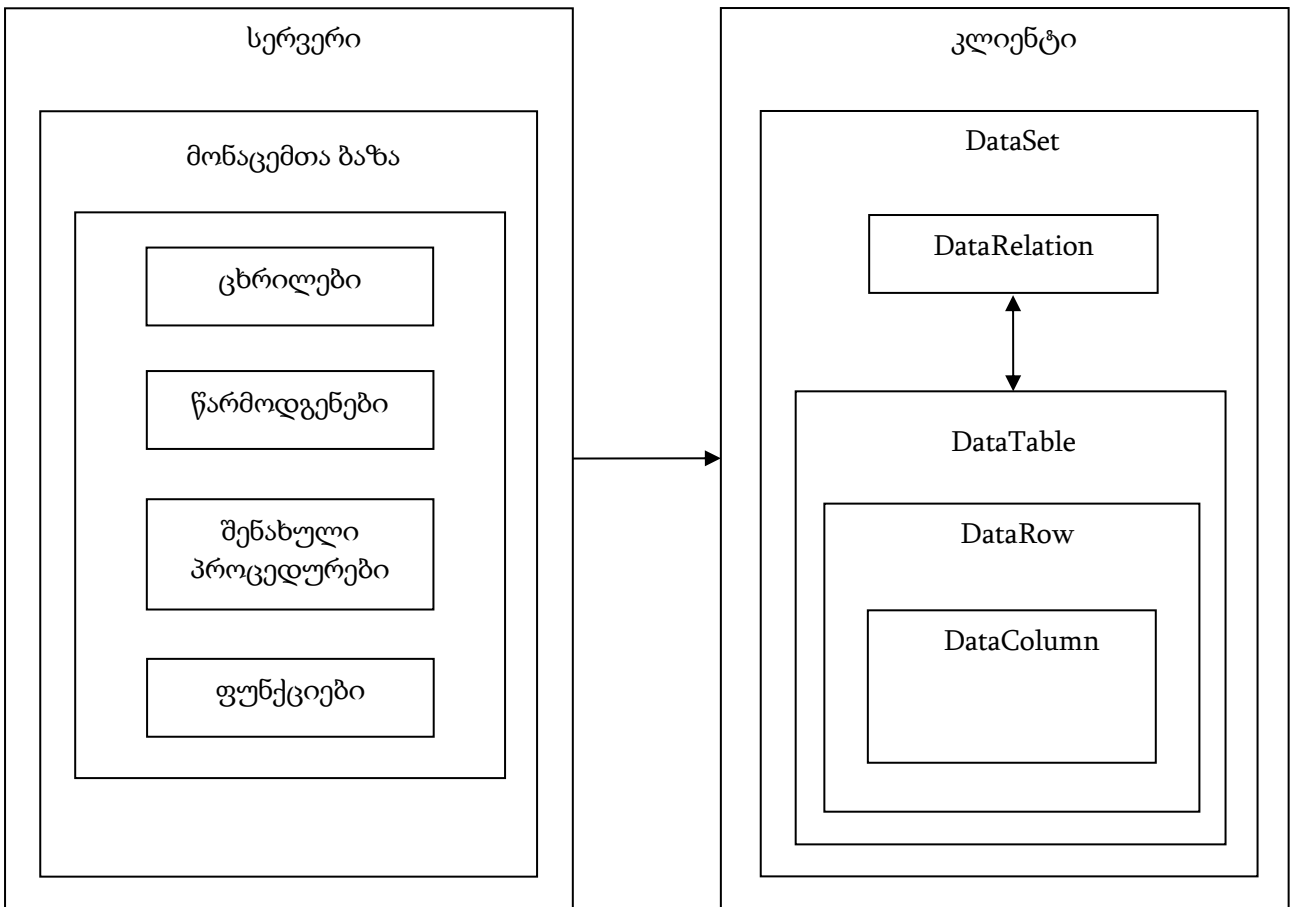 სერვერი
მონაცემთა ბაზა
ცხრილები
წარმოდგენები
შენახული
პროცედურები
ფუნქციები
კლიენტი
DataSet
DataRelation
DataTable
DataRow
DataColumn